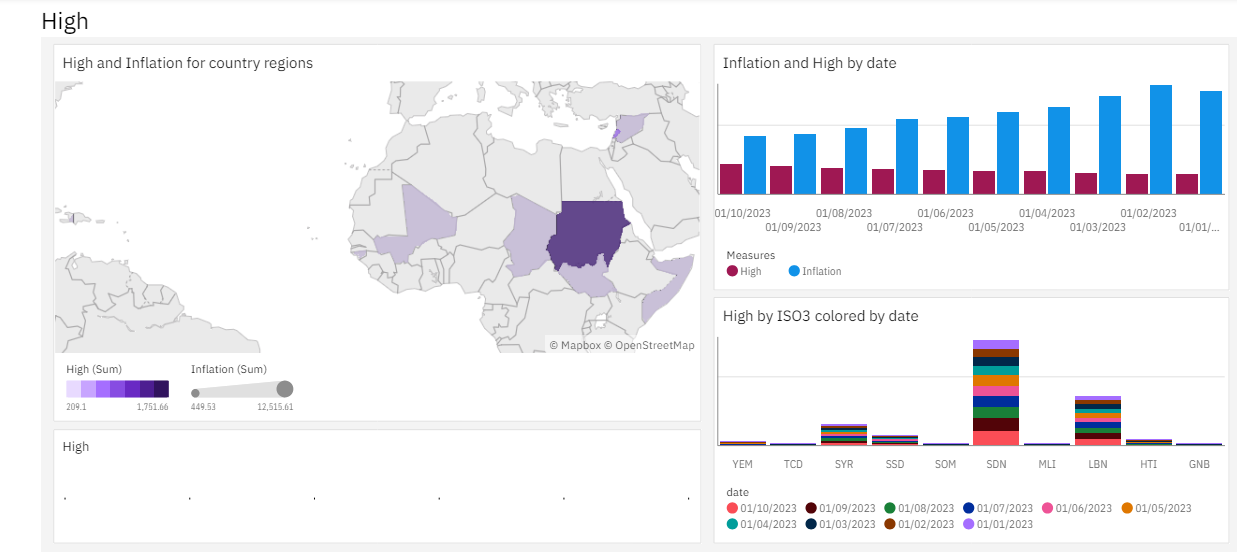 High
High and Inflation for country regions
© Mapbox © OpenStreetMap
High (Sum)
Inflation (Sum)
209.1
1,751.66
449.53
12,515.61
High
Inflation and High by date
01/10/2023
01/09/2023
01/08/2023
01/07/2023
01/06/2023
01/05/2023
01/04/2023
01/03/2023
01/02/2023
01/01/...
Measures
High
Inflation
High by ISO3 colored by date
YEM TCD SYR SSD SOM SDN MLI LBN HTI GNB
date
01/10/2023 01/09/2023 01/08/2023 01/07/2023 01/06/2023 01/05/2023
01/04/2023 01/03/2023 01/02/2023 01/01/2023